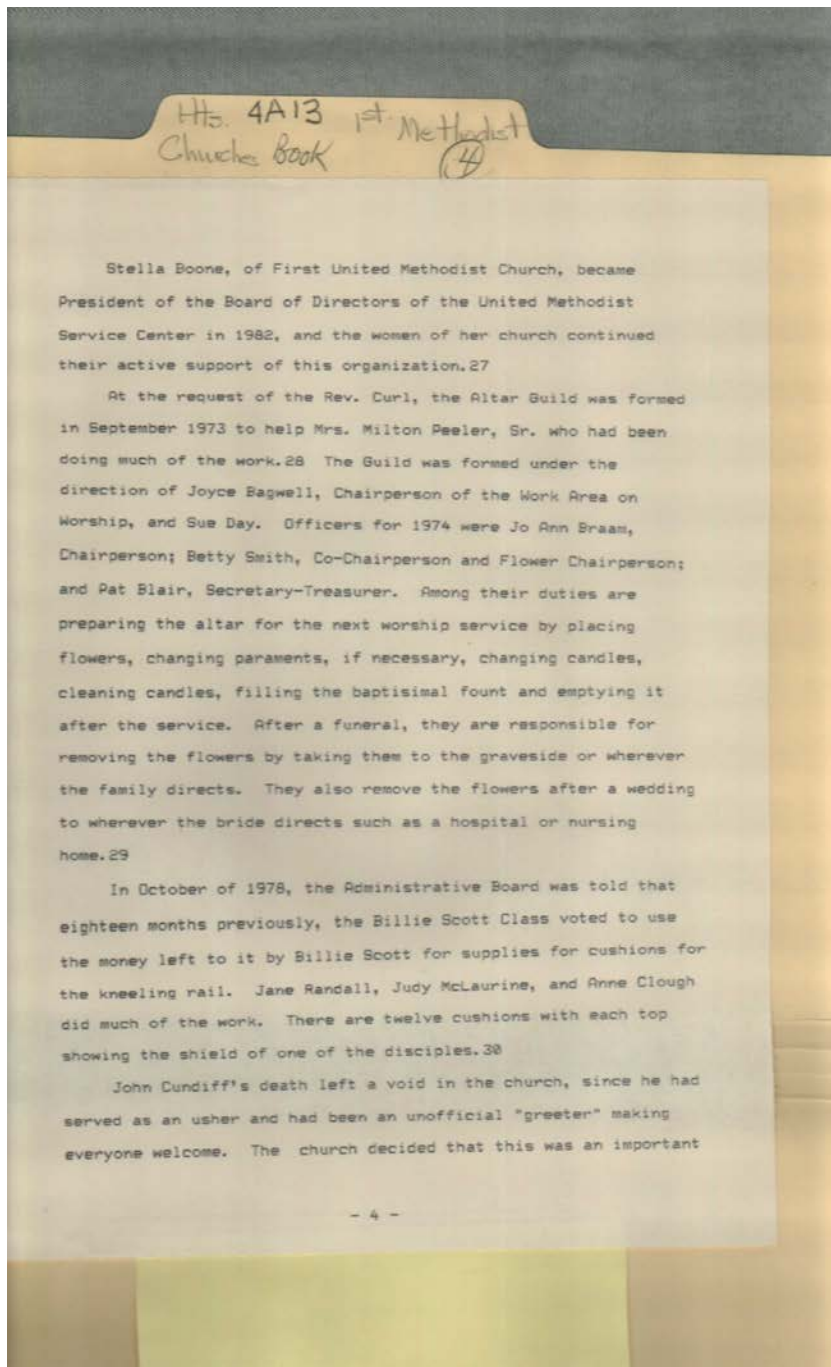 Hts. 4A13 1st. Methodist
Churches Book 4
Stella Boone, of First United Methodist Church, became
President of the Board of Directors of the United Methodist
Service Center in 1982, and the women of her church continued
their active support of this organization.27
At the request of the Rev. Curl, the Altar Guild was formed
in September 1973 to help Mrs. Milton Peeler, Sr. who had been
doing much of the work.28 The Guild was formed under the
direction of Joyce Bagwell, Chairperson of the Work Area on
Worship, and Sue Day. Officers for 1974 were Jo Ann Braam,
Chairperson; Betty Smith, Co-Chairperson and Flower Chairperson;
and Pat Blair, Secretary-Treasurer. Among their duties are
preparing the altar for the next worship service by placing
flowers, changing paraments, if necessary, changing candles,
cleaning candles, filling the baptisimal fount and emptying it
after the service. After a funeral, they are responsible for
removing the flowers by taking them to the graveside or wherever
the family directs. They also remove the flowers after a wedding
to wherever the bride directs such as a hospital or nursing
home.29
In October of 1978, the Administrative Board was told that
eighteen months previously, the Billie Scott Class voted to use
the money left to it by Billie Scott for supplies for cushions for
the kneeling rail. Jane Randall, Judy McLaurine, and Anne Clough
did much of the work. There are twelve cushions with each top
showing the shield of one of the disciples.30
John Cundiff's death left a void in the church, since he had
served as an usher and had been an unofficial "greeter" making
everyone welcome. The church decided that this was an important
- 4 -